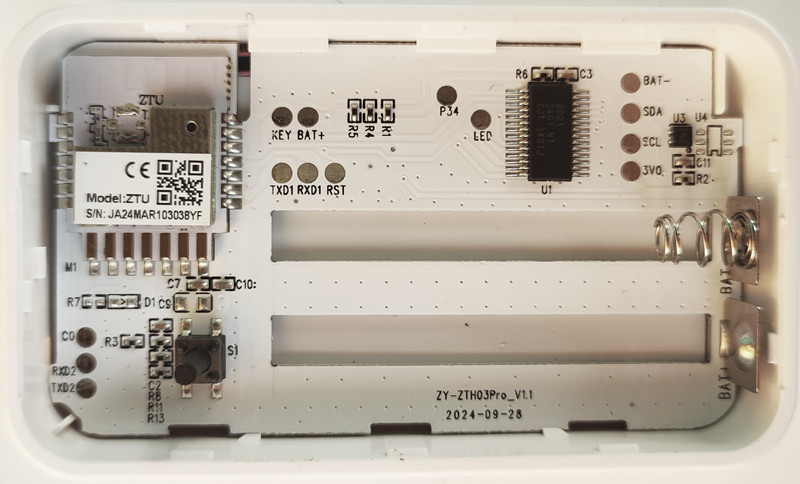 ZTU
CE
Model:ZTU
S/N: JA24MAR103038YF
M1
KEY BAT+
R5 R4 R1
TXD1 RXD1 RST
P34
LED
R6 C3
U1
BAT-
SDA
SCL
3V0
U3 U4
C11
R2
BAT-
BAT+
C7 C10
R7 D1 C9
CO
R3
S1
RXD2
TXD2
C2
R8
R11
R13
ZY-ZTH03Pro_V1.1
2024-09-28